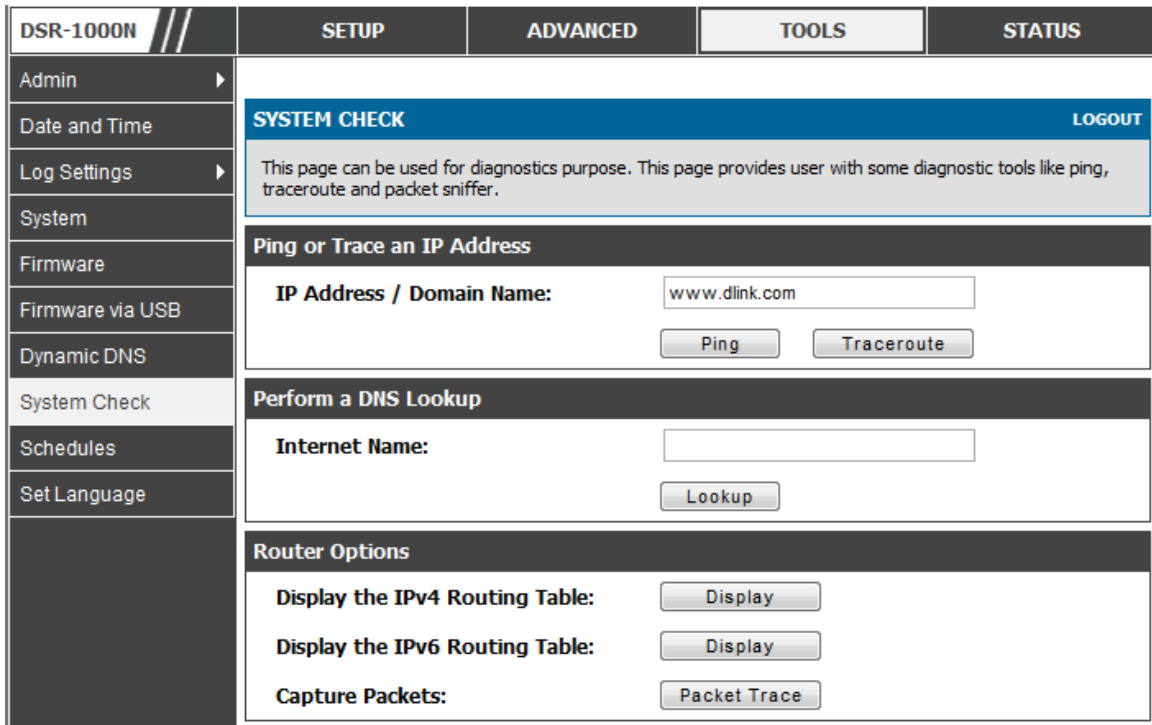 DSR-1000N
SETUP
ADVANCED
TOOLS
STATUS
Admin
Date and Time
Log Settings
System
Firmware
Firmware via USB
Dynamic DNS
System Check
Schedules
Set Language
SYSTEM CHECK
LOGOUT
This page can be used for diagnostics purpose. This page provides user with some diagnostic tools like ping,
traceroute and packet sniffer.
Ping or Trace an IP Address
IP Address / Domain Name:
www.dlink.com
Ping
Traceroute
Perform a DNS Lookup
Internet Name:
Lookup
Router Options
Display the IPv4 Routing Table:
Display
Display the IPv6 Routing Table:
Display
Capture Packets:
Packet Trace